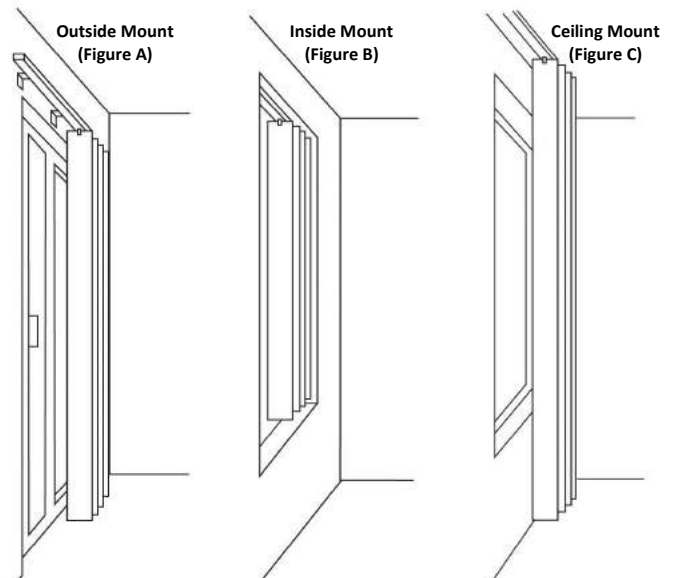 Outside Mount
(Figure A)
Inside Mount
(Figure B)
Ceiling Mount
(Figure C)